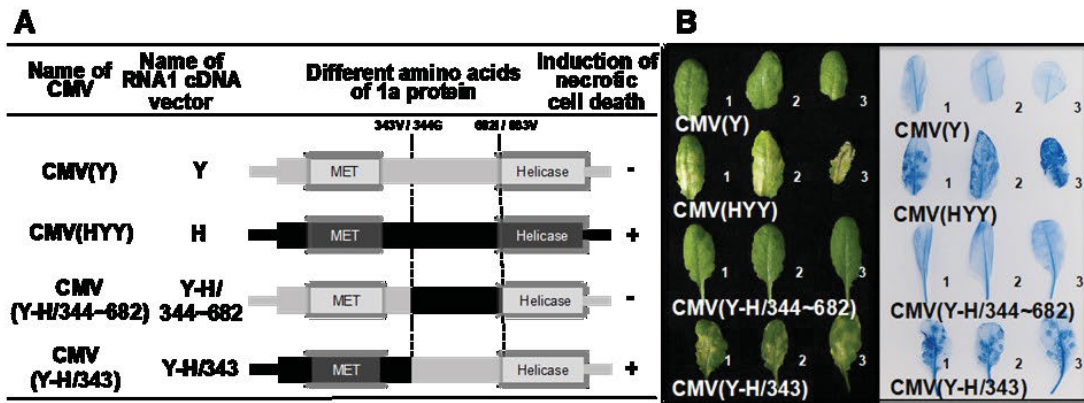 A
Name of CMV
Name of RNA1 cDNA vector
Different amino acids of 1a protein
Induction of necrotic cell death
343V / 344G
682I / 683V
CMV(Y)
Y
MET
Helicase
-
CMV(HYY)
H
MET
Helicase
+
CMV
(Y-H/344~682)
Y-H/
344~682
MET
Helicase
-
CMV
(Y-H/343)
Y-H/343
MET
Helicase
+
B
1
2
3
CMV(Y)
1
2
3
CMV(HYY)
1
2
3
CMV(Y-H/344~682)
1
2
3
CMV(Y-H/343)
1
2
3
CMV(Y)
1
2
3
CMV(HYY)
1
2
3
CMV(Y-H/344~682)
1
2
3
CMV(Y-H/343)